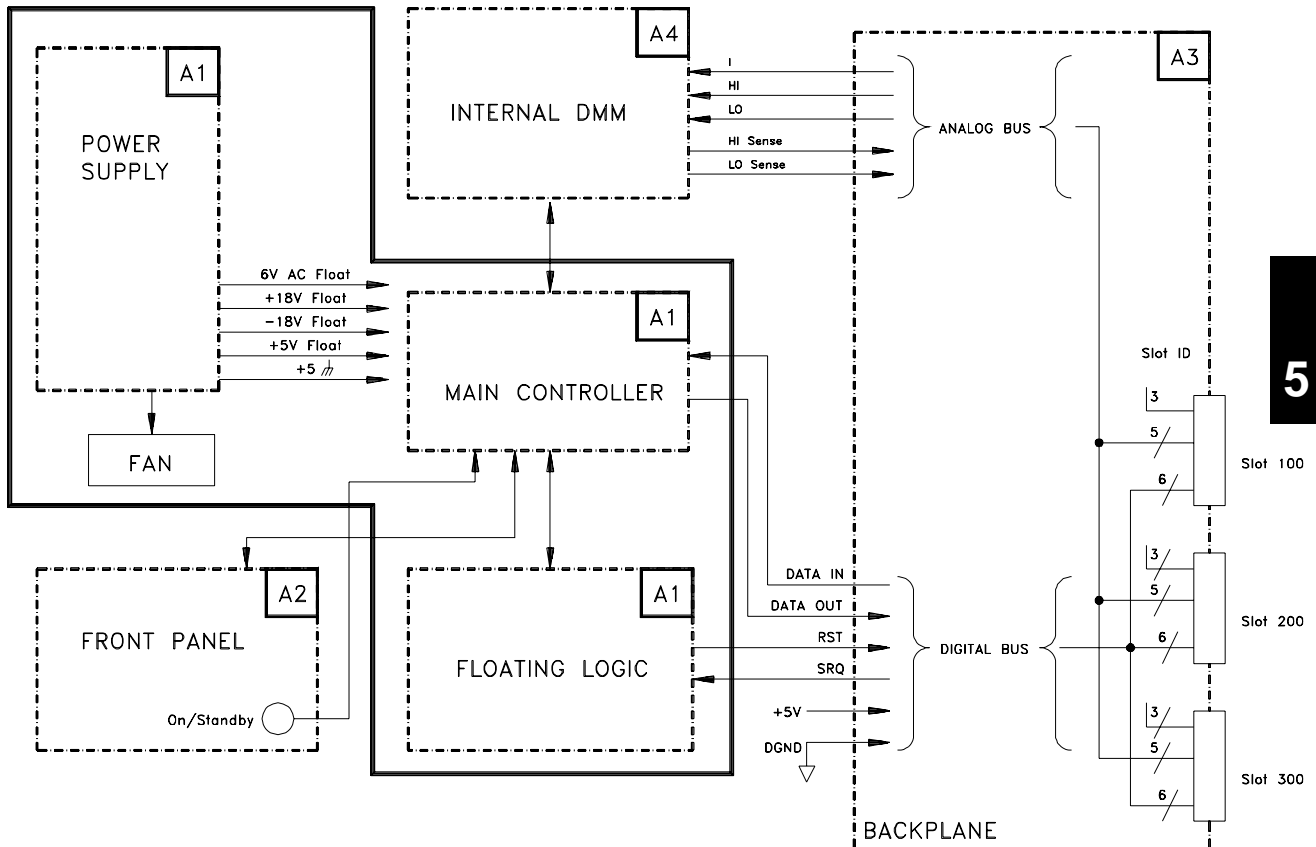 A1
POWER
SUPPLY
6V AC Float
+18V Float
-18V Float
+5V Float
+5
FAN
A4
INTERNAL DMM
I
HI
LO
HI Sense
LO Sense
ANALOG BUS
A3
A1
MAIN CONTROLLER
A2
FRONT PANEL
On/Standby
A1
FLOATING LOGIC
DATA IN
DATA OUT
RST
SRQ
+5V
DGND
DIGITAL BUS
BACKPLANE
Slot ID
3
5
6
Slot 100
3
5
6
Slot 200
3
5
6
Slot 300
5